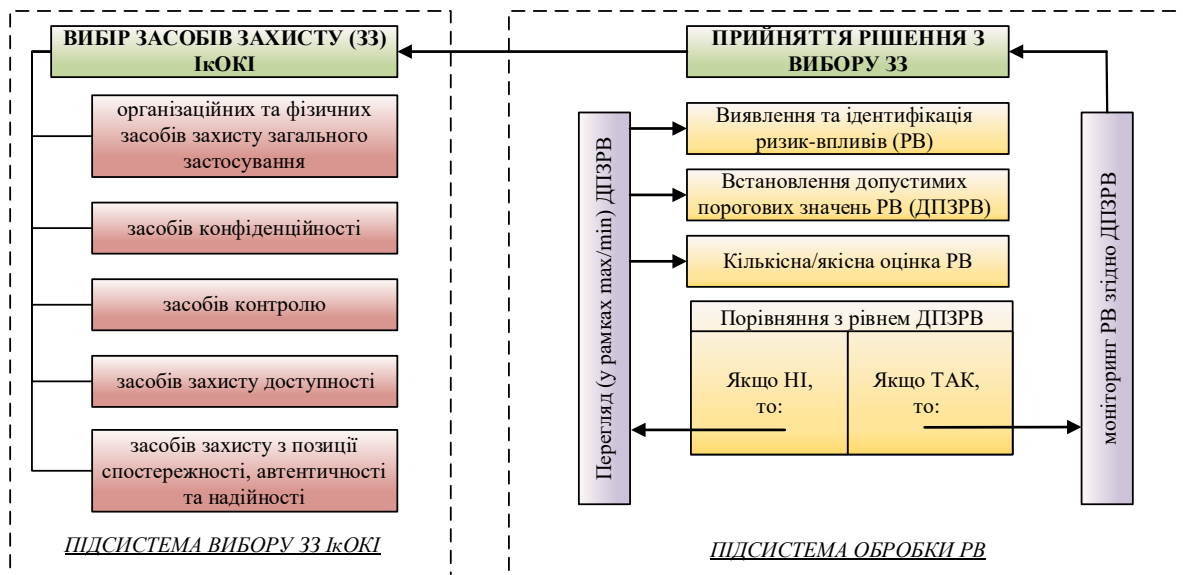 ВИБІР ЗАСОБІВ ЗАХИСТУ (ЗЗ)
ІкОКІ
організаційних та фізичних
засобів захисту загального
застосування
засобів конфіденційності
засобів контролю
засобів захисту доступності
засобів захисту з позиції
спостережності, автентичності
та надійності
ПІДСИСТЕМА ВИБОРУ ЗЗ ІкОКІ
ПРИЙНЯТТЯ РІШЕННЯ З
ВИБОРУ ЗЗ
Перегляд (у рамках max/min) ДПЗРВ
Виявлення та ідентифікація
ризик-впливів (РВ)
Встановлення допустимих
порогових значень РВ (ДПЗРВ)
Кількісна/якісна оцінка РВ
Порівняння з рівнем ДПЗРВ
Якщо НІ,
то:
Якщо ТАК,
то:
моніторинг РВ згідно ДПЗРВ
ПІДСИСТЕМА ОБРОБКИ РВ